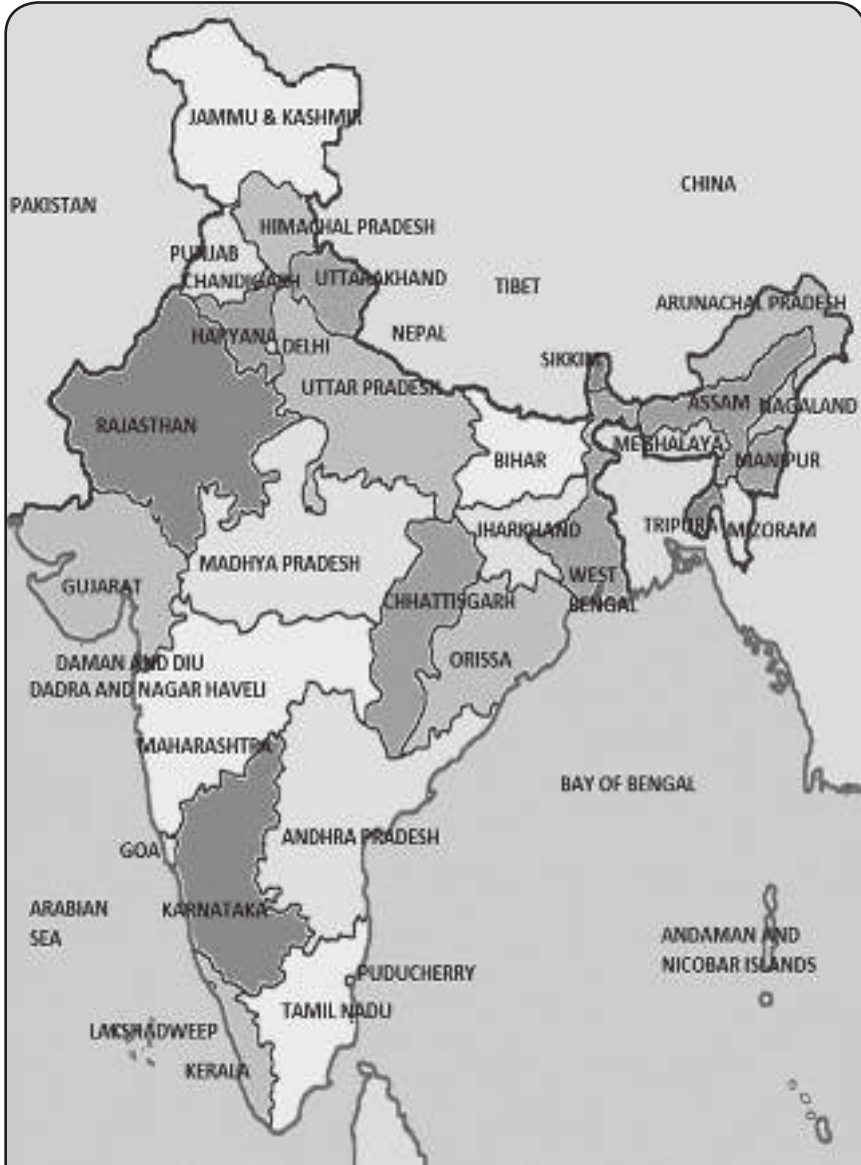 JAMMU & KASHMIR
CHINA
PAKISTAN
HIMACHAL PRADESH
PUNJAB
CHANDIGARH
UTTARAKHAND
TIBET
ARUNACHAL PRADESH
HARYANA
DELHI
NEPAL
SIKKIM
UTTAR PRADESH
ASSAM
NAGALAND
RAJASTHAN
BIHAR
MEGHALAYA
MANIPUR
JHARKHAND
TRIPURA
MIZORAM
MADHYA PRADESH
GUJARAT
CHHATTISGARH
WEST
BENGAL
ORISSA
DAMAN AND DIU
DADRA AND NAGAR HAVELI
MAHARASHTRA
BAY OF BENGAL
GOA
ANDHRA PRADESH
ARABIAN
SEA
KARNATAKA
ANDAMAN AND
NICOBAR ISLANDS
PUDUCHERRY
TAMIL NADU
LAKSHADWEEP
KERALA